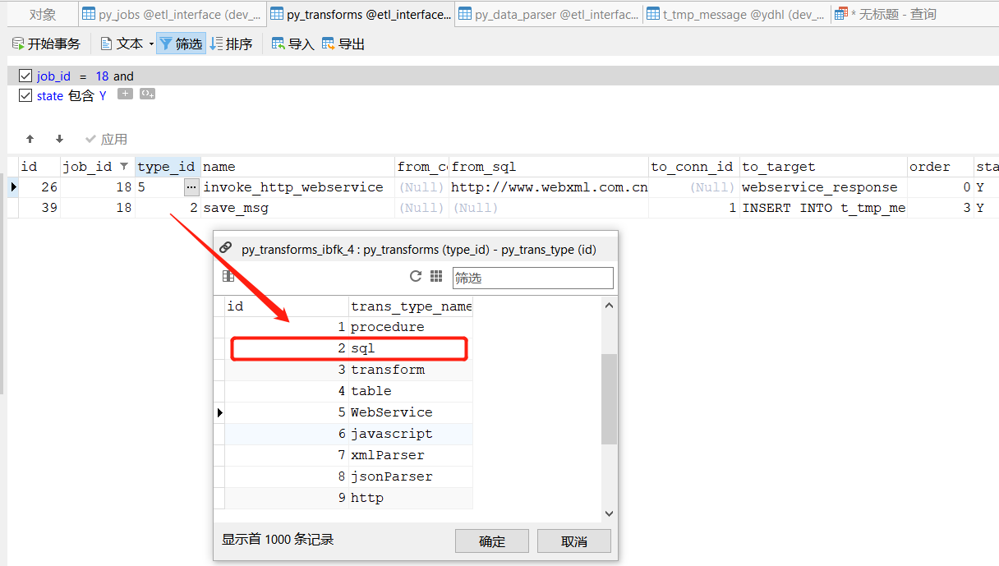 对象 py_jobs @etl_interface (dev_... py_transforms @etl_interface... py_data_parser @etl_interfac... t_tmp_message @ydhl (dev_... * 无标题 - 查询
开始事务 文本 筛选 排序 导入 导出
job_id = 18 and
state 包含 Y
应用
id job_id type_id name from_co from_sql to_conn_id to_target order sta
26 18 5 ... invoke_http_webservice (Null) http://www.webxml.com.cn (Null) webservice_response 0 Y
39 18 2 save_msg (Null) (Null) 1 INSERT INTO t_tmp_me 3 Y
py_transforms_ibfk_4 : py_transforms (type_id) - py_trans_type (id)
筛选
id trans_type_name
1 procedure
2 sql
3 transform
4 table
5 WebService
6 javascript
7 xmlParser
8 jsonParser
9 http
显示首 1000 条记录 确定 取消